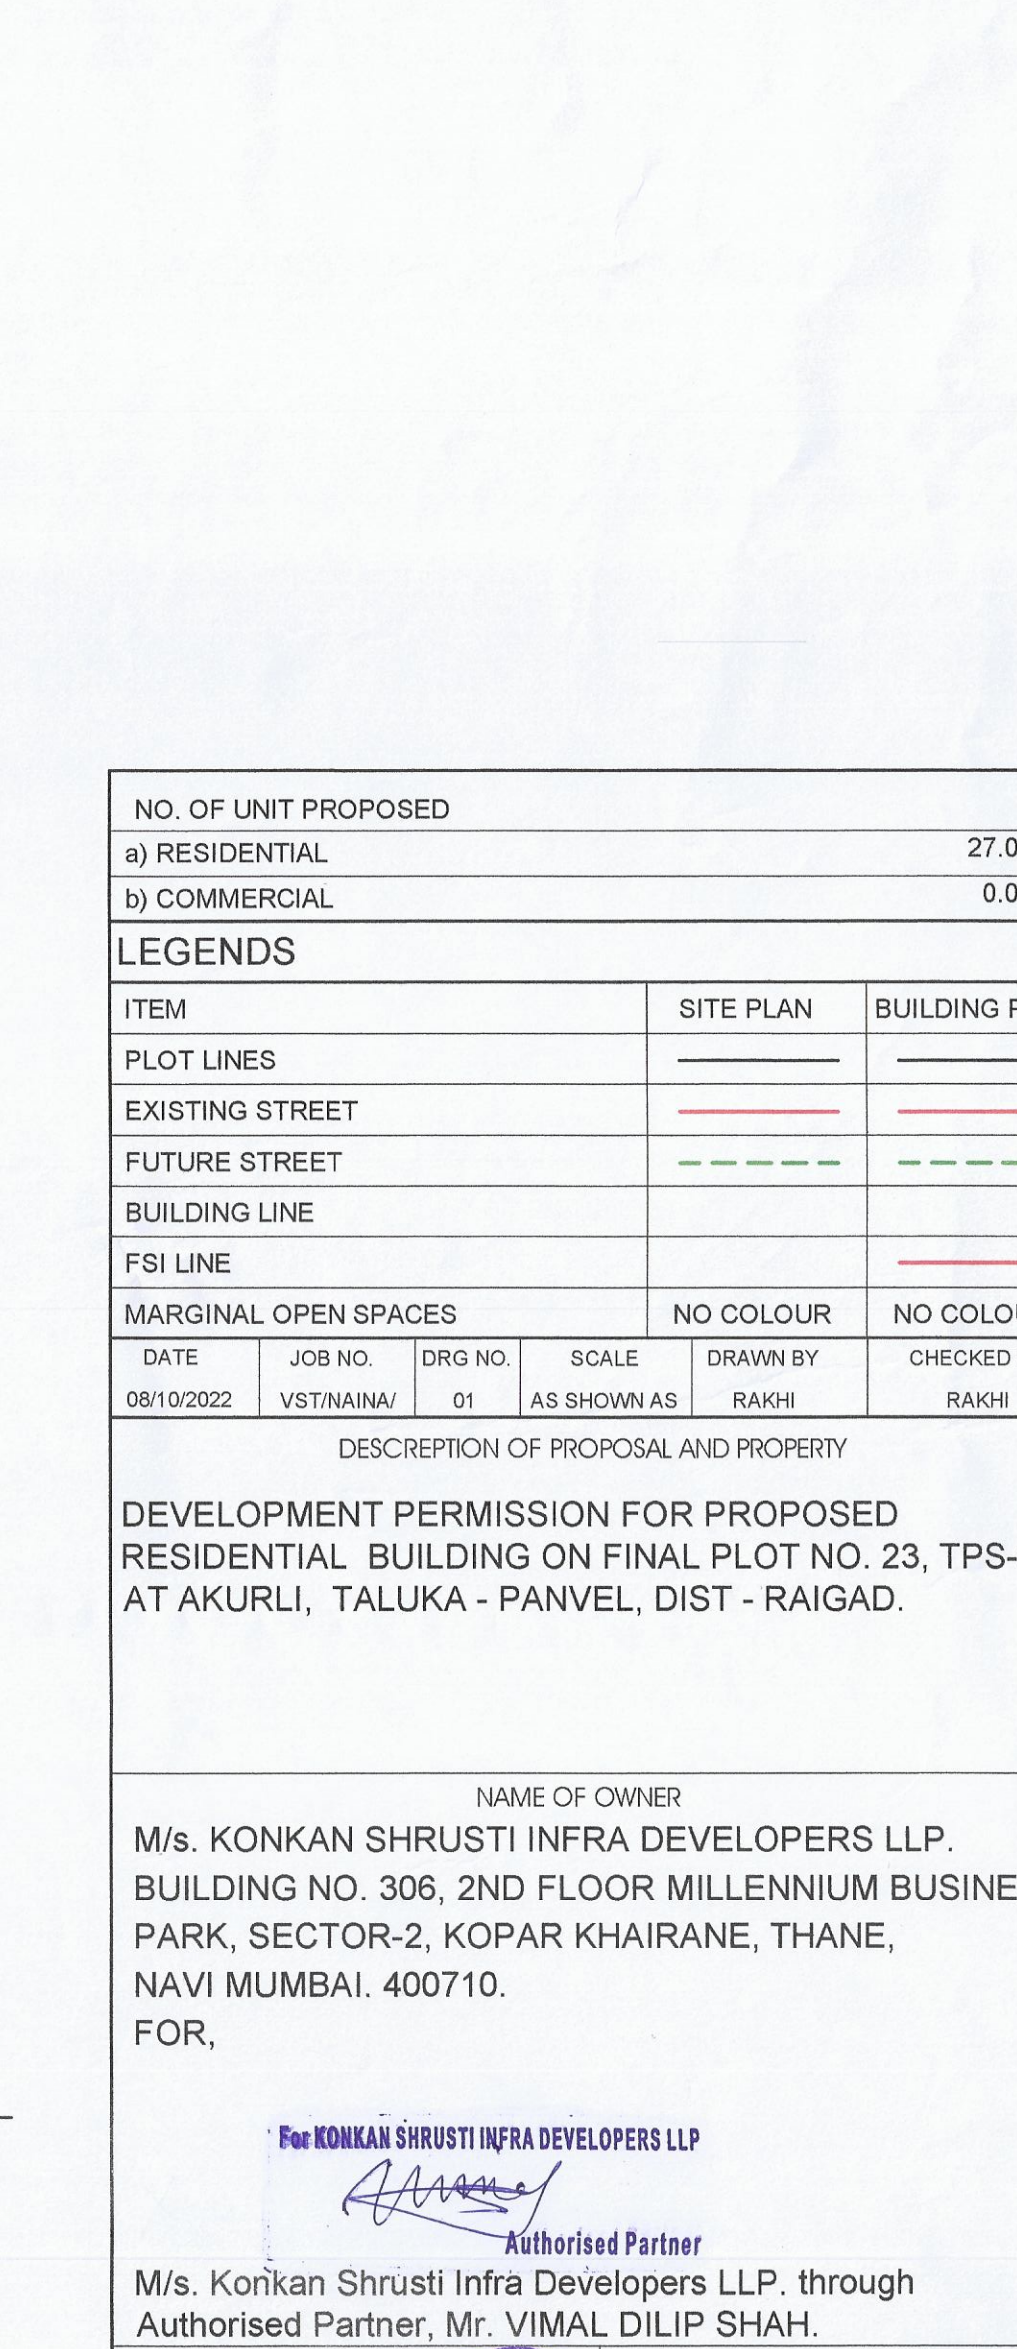 NO. OF UNIT PROPOSED
a) RESIDENTIAL 27.0
b) COMMERCIAL 0.0
LEGENDS
ITEM SITE PLAN BUILDING P
PLOT LINES
EXISTING STREET
FUTURE STREET
BUILDING LINE
FSI LINE
MARGINAL OPEN SPACES NO COLOUR NO COLOU
DATE JOB NO. DRG NO. SCALE DRAWN BY CHECKED
08/10/2022 VST/NAINA/ 01 AS SHOWN AS RAKHI RAKHI
DESCREPTION OF PROPOSAL AND PROPERTY
DEVELOPMENT PERMISSION FOR PROPOSED
RESIDENTIAL BUILDING ON FINAL PLOT NO. 23, TPS-
AT AKURLI, TALUKA - PANVEL, DIST - RAIGAD.
NAME OF OWNER
M/s. KONKAN SHRUSTI INFRA DEVELOPERS LLP.
BUILDING NO. 306, 2ND FLOOR MILLENNIUM BUSINE
PARK, SECTOR-2, KOPAR KHAIRANE, THANE,
NAVI MUMBAI. 400710.
FOR,
For KONKAN SHRUSTI INFRA DEVELOPERS LLP
Authorised Partner
M/s. Konkan Shrusti Infra Developers LLP. through
Authorised Partner, Mr. VIMAL DILIP SHAH.